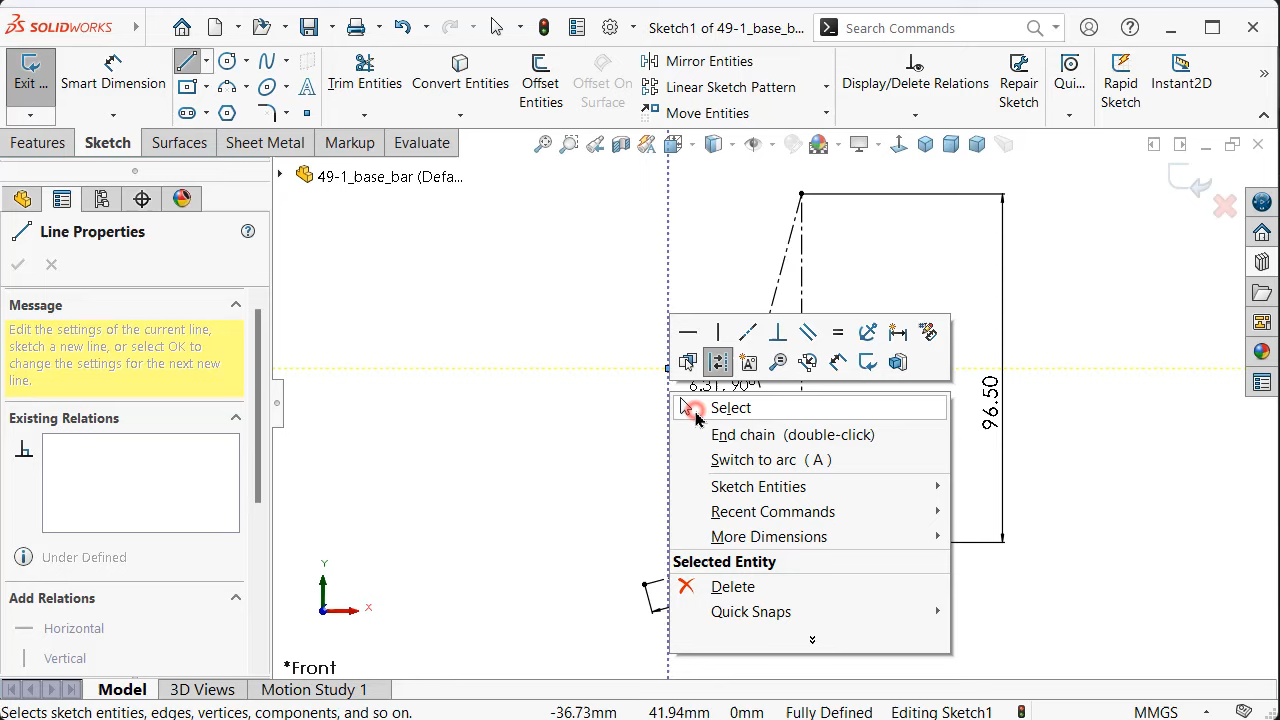 SOLIDWORKS
Sketch1 of 49-1_base_b...
Search Commands
Exit ...
Smart Dimension
Trim Entities
Convert Entities
Offset Entities
Offset On Surface
Mirror Entities
Linear Sketch Pattern
Move Entities
Display/Delete Relations
Repair Sketch
Qui...
Rapid Sketch
Instant2D
Features
Sketch
Surfaces
Sheet Metal
Markup
Evaluate
49-1_base_bar (Defa...
Line Properties
Message
Edit the settings of the current line,
sketch a new line, or select OK to
change the settings for the next new
line.
Existing Relations
Under Defined
Add Relations
Horizontal
Vertical
96.50
Select
End chain (double-click)
Switch to arc ( A )
Sketch Entities
Recent Commands
More Dimensions
Selected Entity
Delete
Quick Snaps
Y
X
*Front
Model
3D Views
Motion Study 1
Selects sketch entities, edges, vertices, components, and so on.
-36.73mm
41.94mm
0mm
Fully Defined
Editing Sketch1
MMGS